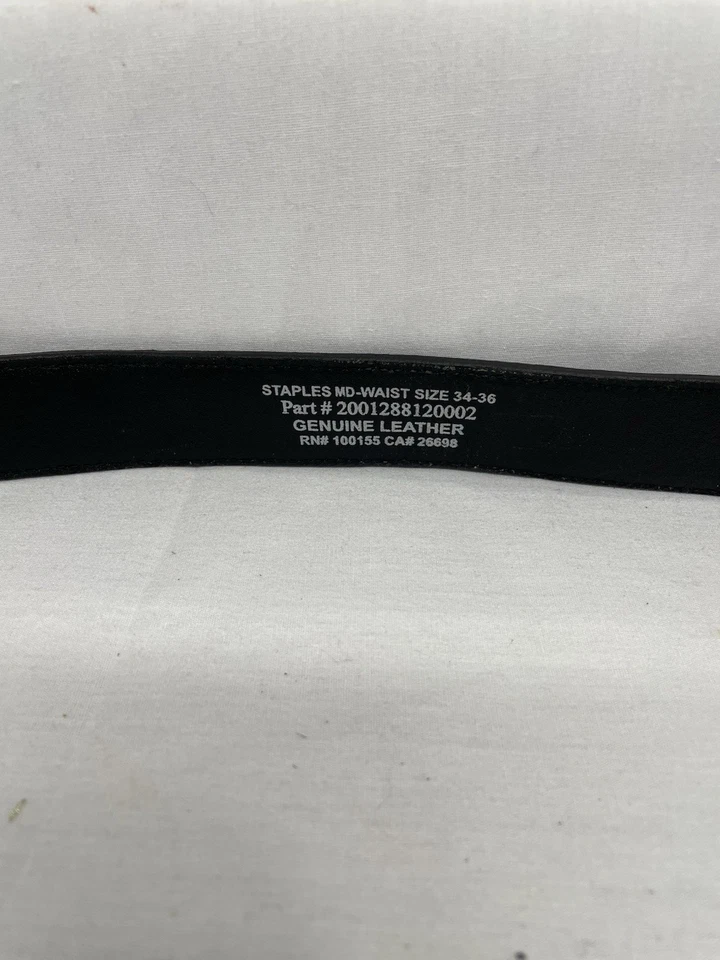 STAPLES MD-WAIST SIZE 34-36
Part # 2001288120002
GENUINE LEATHER
RN# 100155 CA# 26698